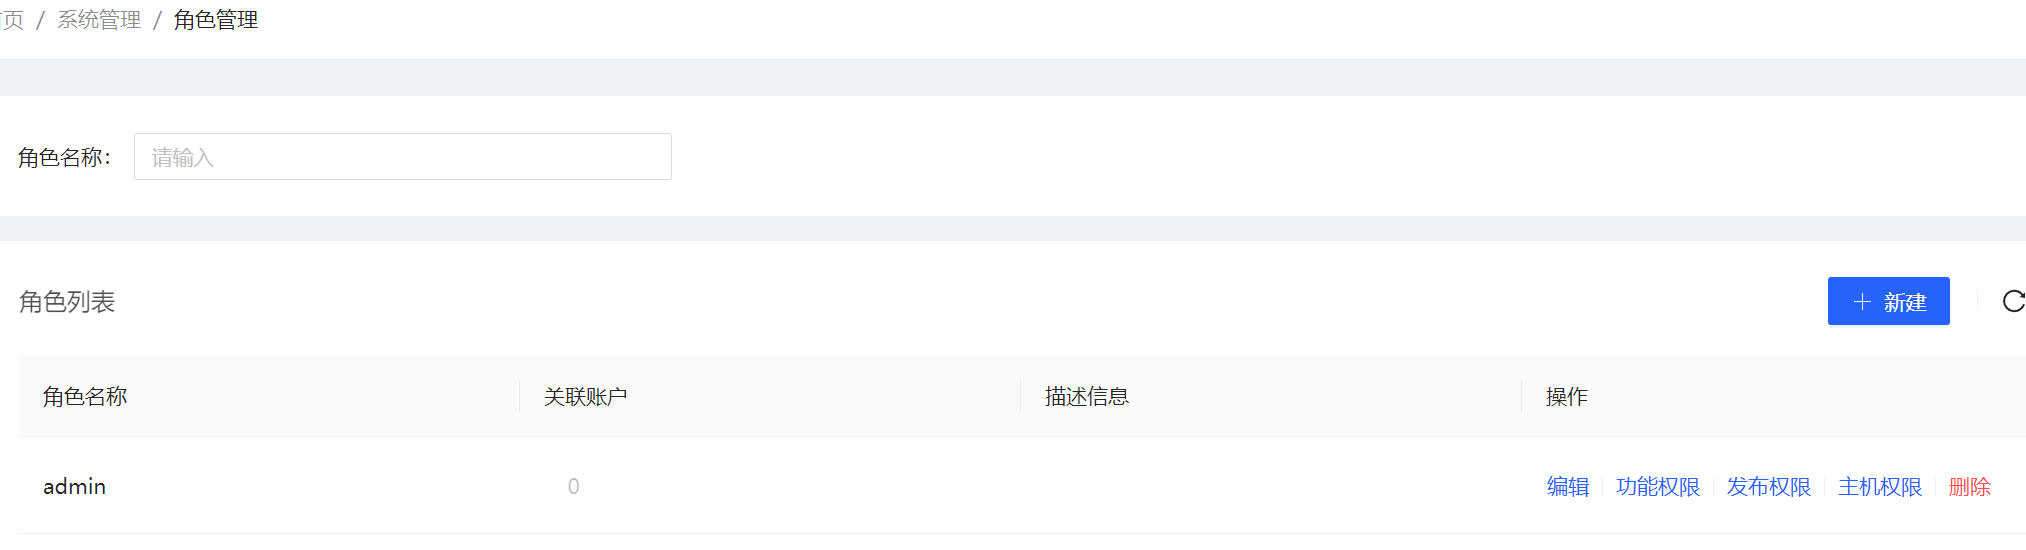 页 / 系统管理 / 角色管理
角色名称： 请输入
角色列表 新建
角色名称 关联账户 描述信息 操作
admin 0 编辑 功能权限 发布权限 主机权限 删除